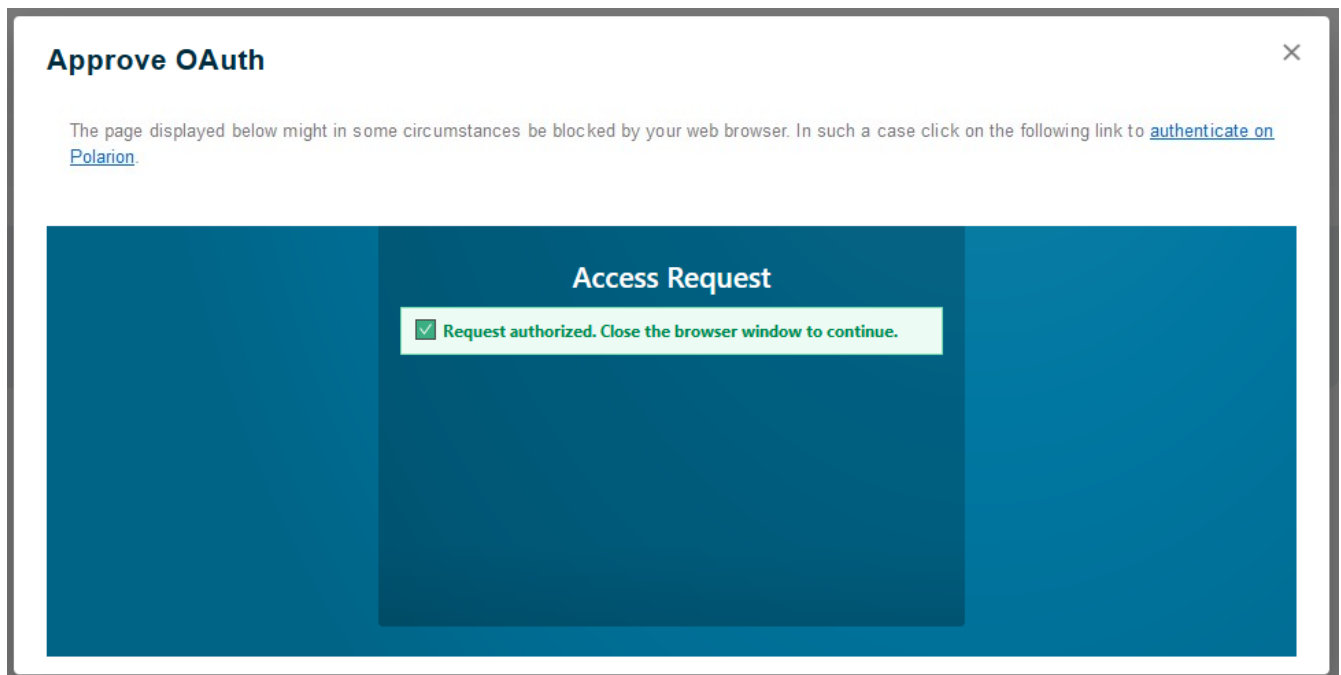 Approve OAuth
The page displayed below might in some circumstances be blocked by your web browser. In such a case click on the following link to authenticate on
Polarion.
Access Request
Request authorized. Close the browser window to continue.